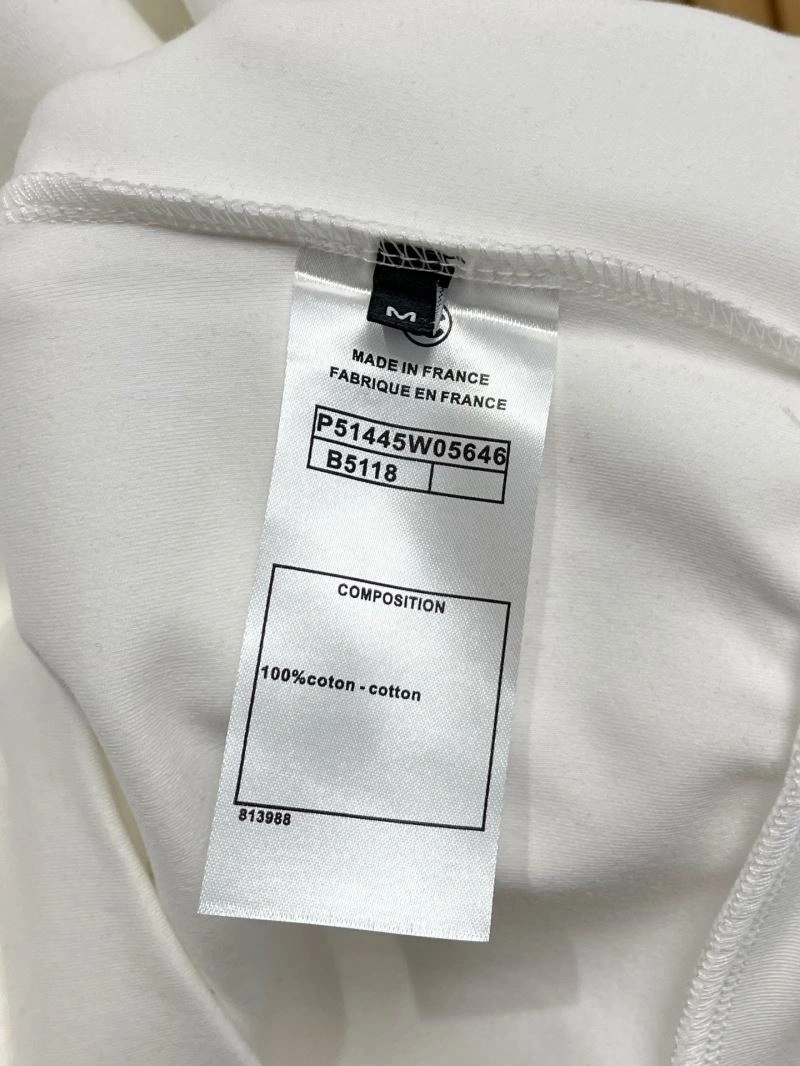 M
MADE IN FRANCE
FABRIQUE EN FRANCE
P51445W05646
B5118
COMPOSITION
100%coton - cotton
813988